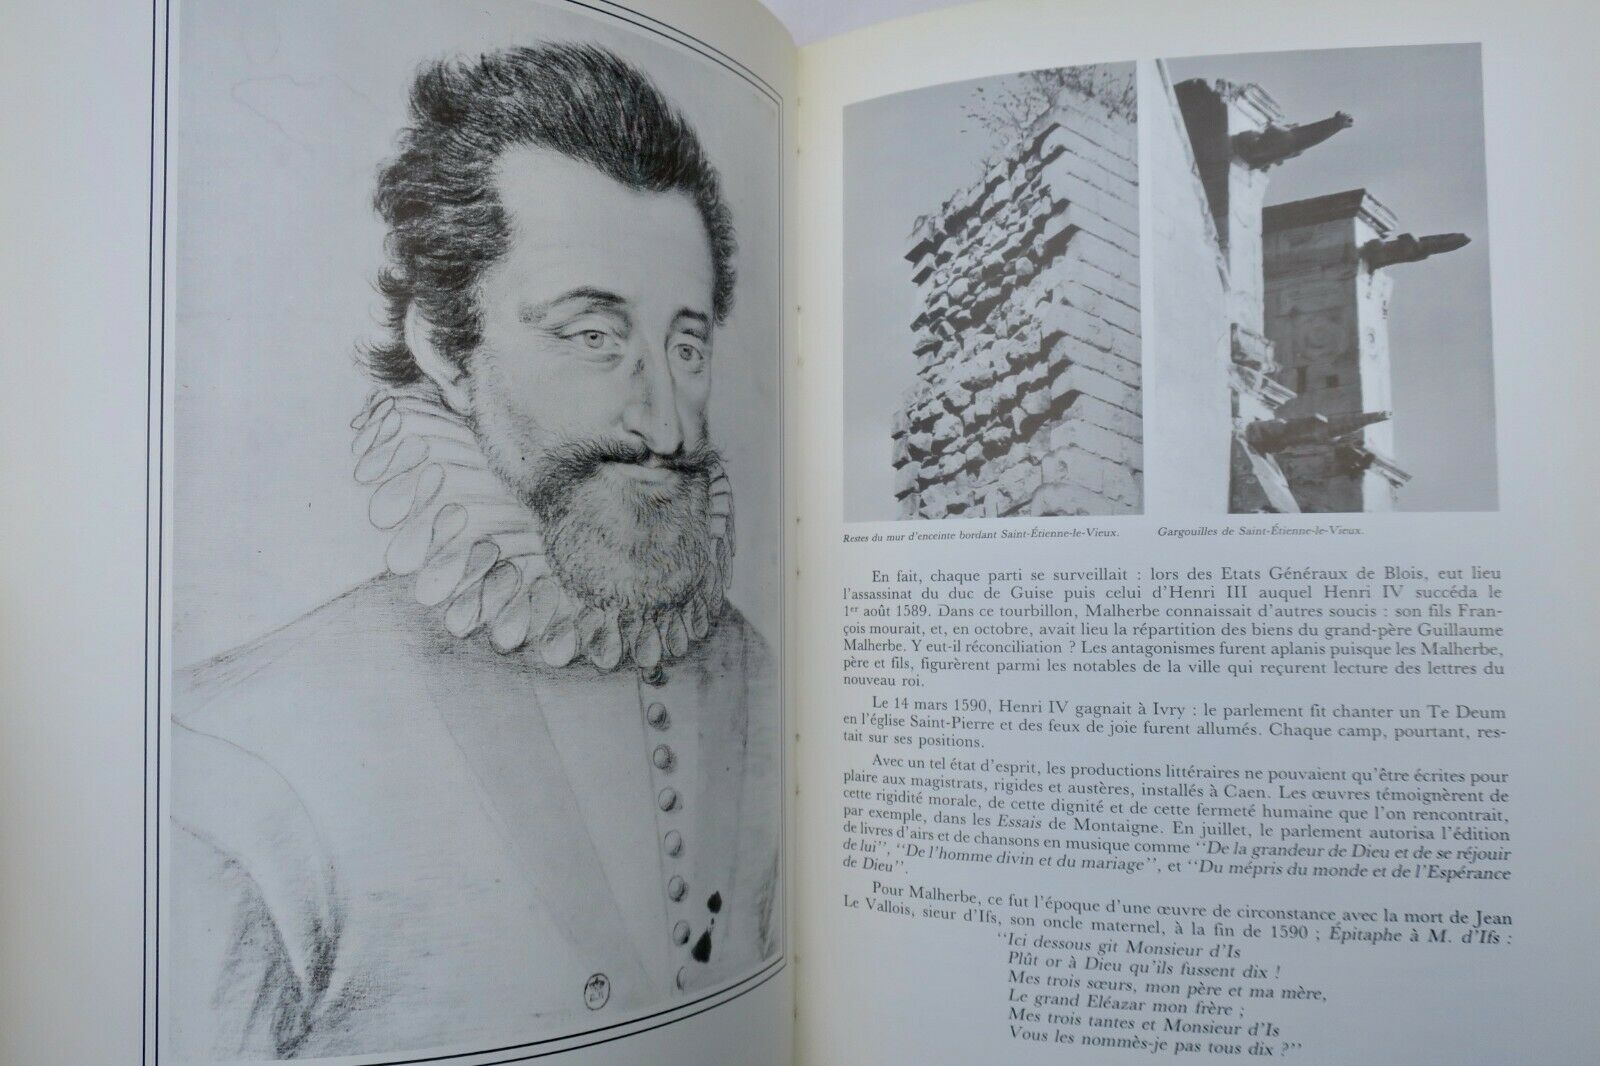 Restes du mur d'enceinte bordant Saint-Étienne-le-Vieux.
Gargouilles de Saint-Étienne-le-Vieux.
En fait, chaque parti se surveillait : lors des Etats Généraux de Blois, eut lieu
l'assassinat du duc de Guise puis celui d'Henri III auquel Henri IV succéda le
1er août 1589. Dans ce tourbillon, Malherbe connaissait d'autres soucis : son fils Fran-
çois mourait, et, en octobre, avait lieu la répartition des biens du grand-père Guillaume
Malherbe. Y eut-il réconciliation ? Les antagonismes furent aplanis puisque les Malherbe,
père et fils, figurèrent parmi les notables de la ville qui reçurent lecture des lettres du
nouveau roi.
Le 14 mars 1590, Henri IV gagnait à Ivry : le parlement fit chanter un Te Deum
en l'église Saint-Pierre et des feux de joie furent allumés. Chaque camp, pourtant, res-
tait sur ses positions.
Avec un tel état d'esprit, les productions littéraires ne pouvaient qu'être écrites pour
plaire aux magistrats, rigides et austères, installés à Caen. Les œuvres témoignèrent de
cette rigidité morale, de cette dignité et de cette fermeté humaine que l'on rencontrait,
par exemple, dans les Essais de Montaigne. En juillet, le parlement autorisa l'édition
de livres d'airs et de chansons en musique comme "De la grandeur de Dieu et de se réjouir
de lui", "De l'homme divin et du mariage", et "Du mépris du monde et de l'Espérance
de Dieu".
Pour Malherbe, ce fut l'époque d'une œuvre de circonstance avec la mort de Jean
Le Vallois, sieur d'Ifs, son oncle maternel, à la fin de 1590 ; Épitaphe à M. d'Ifs :
"Ici dessous git Monsieur d'Is
Plût or à Dieu qu'ils fussent dix !
Mes trois sœurs, mon père et ma mère,
Le grand Eléazar mon frère ;
Mes trois tantes et Monsieur d'Is
Vous les nommès-je pas tous dix ?"